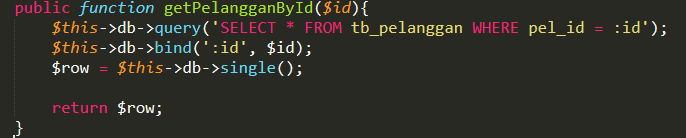 public function getPelangganById($id){
$this->db->query('SELECT * FROM tb_pelanggan WHERE pel_id = :id');
$this->db->bind(':id', $id);
$row = $this->db->single();
return $row;
}